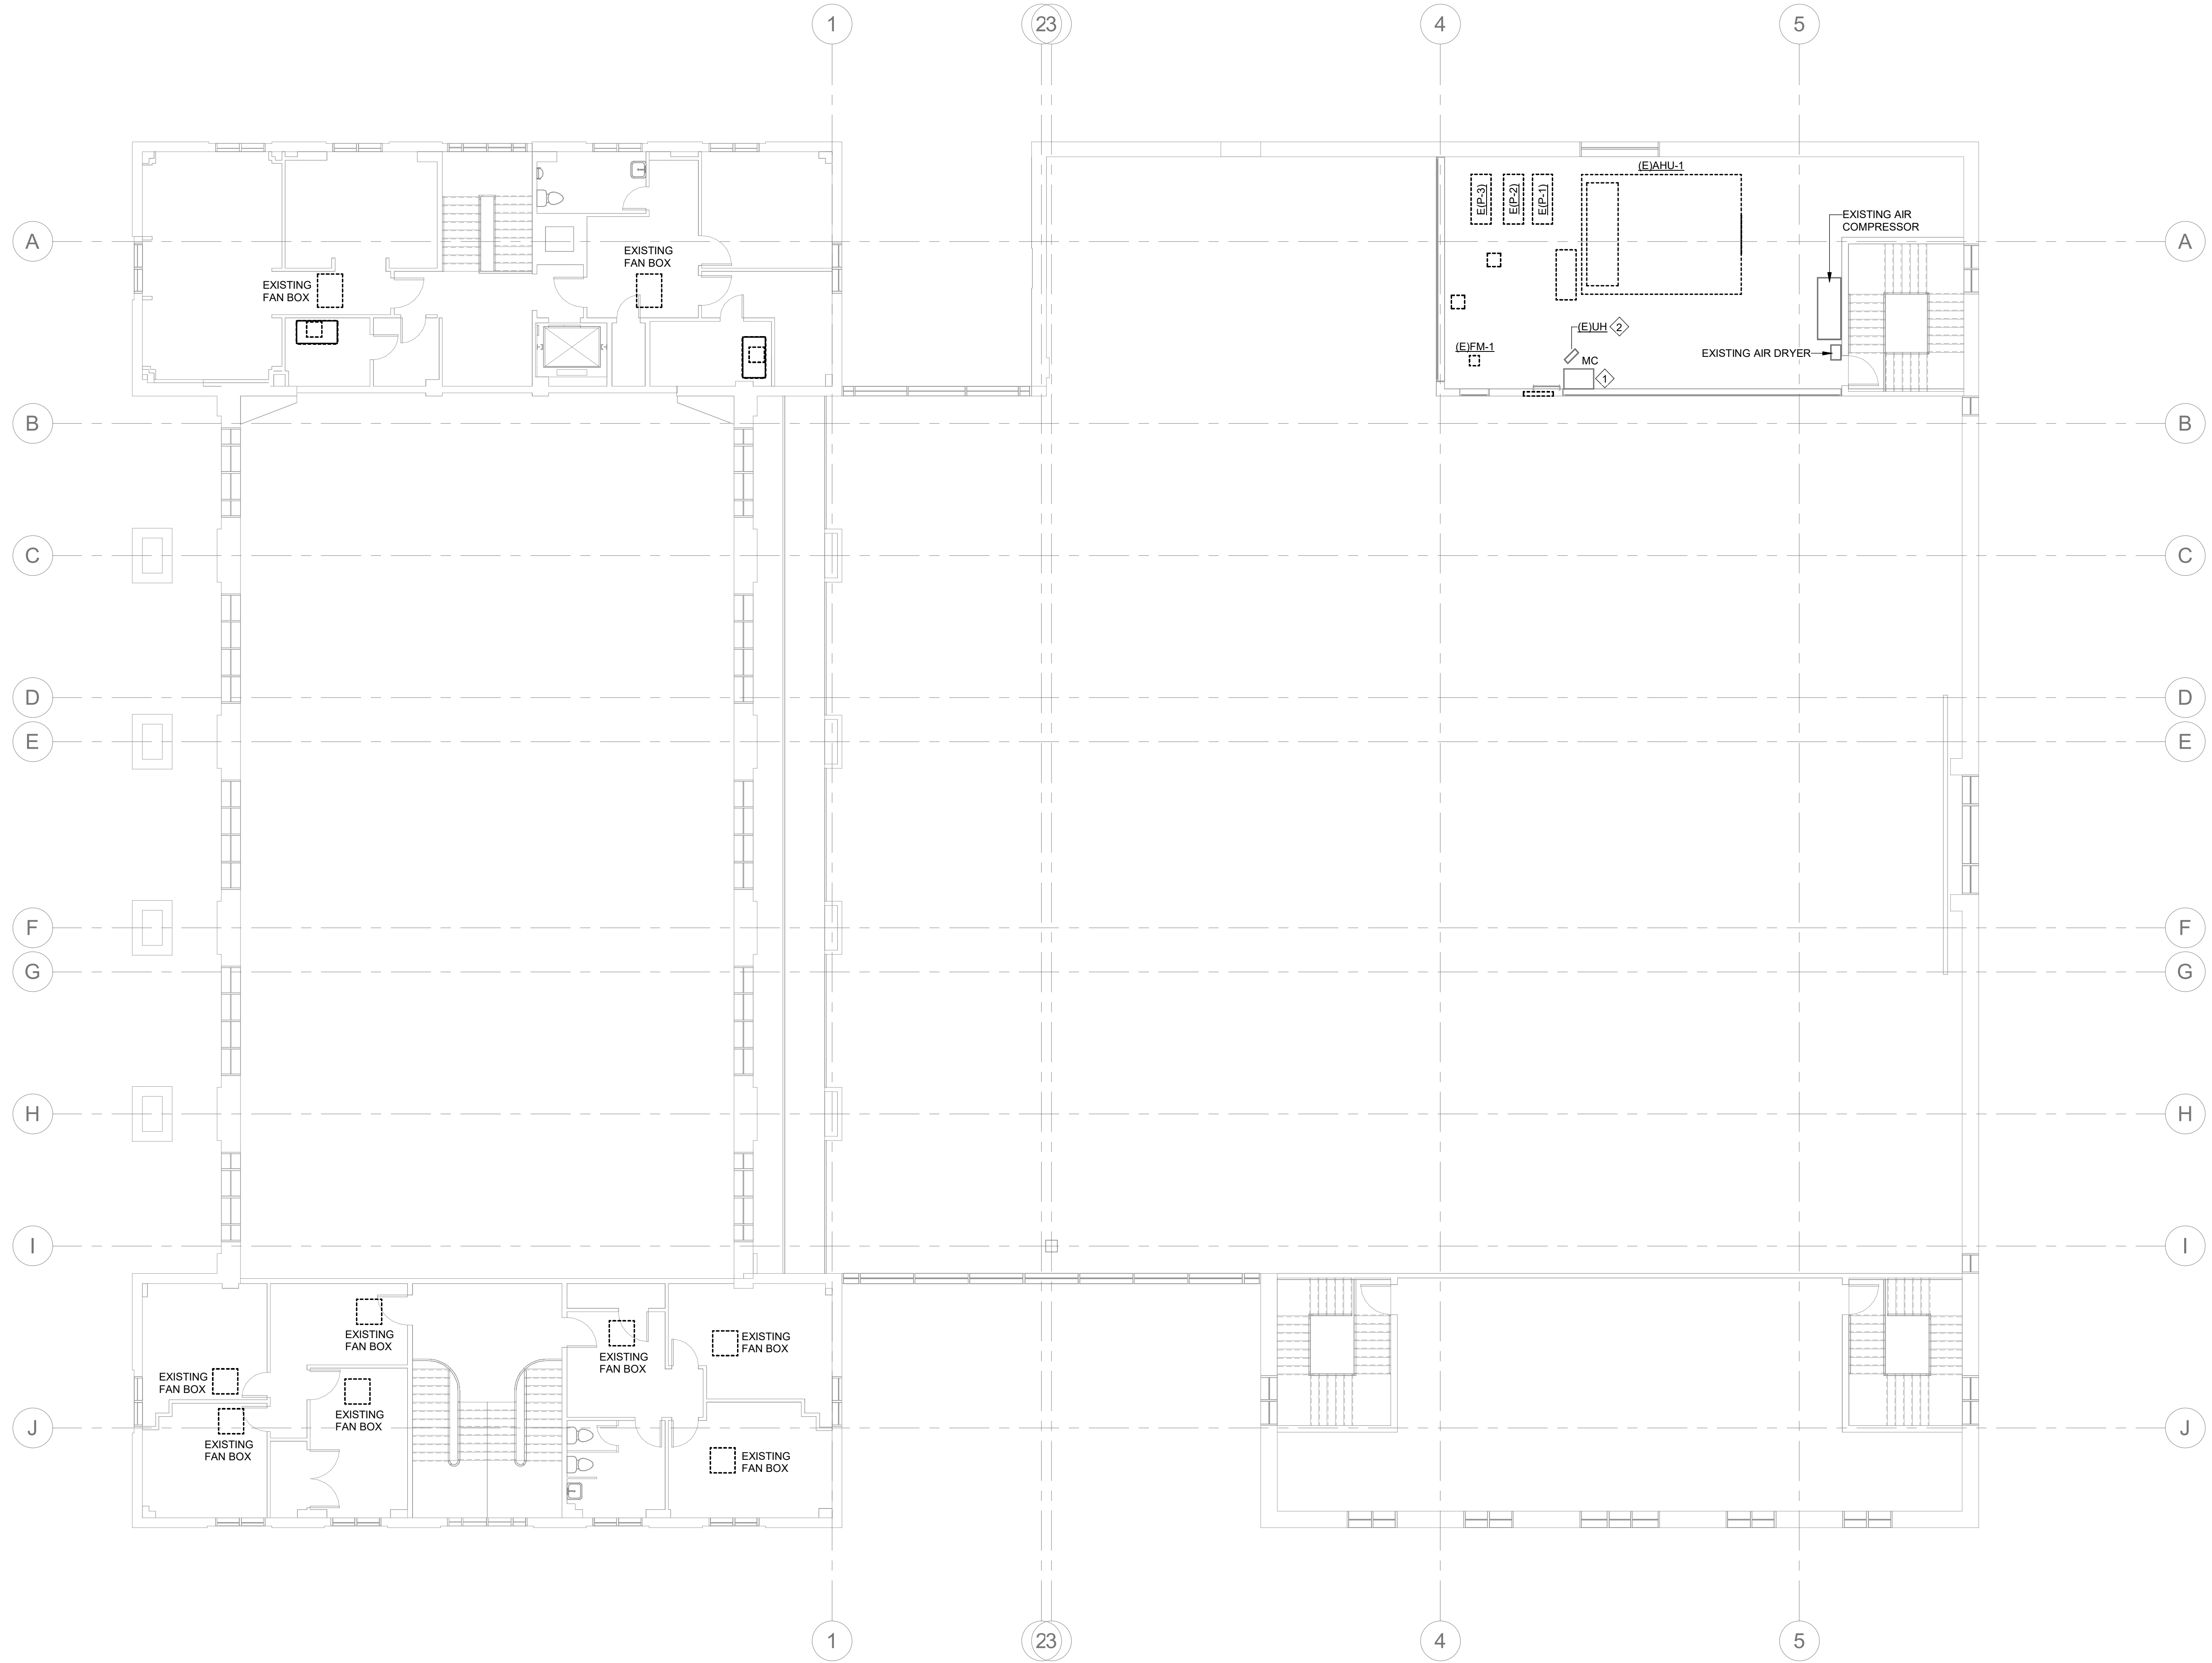 1
23
4
5
(E)AHU-1
E(P-3)
E(P-2)
E(P-1)
EXISTING AIR
COMPRESSOR
A
A
EXISTING
FAN BOX
EXISTING
FAN BOX
(E)UH
2
(E)FM-1
EXISTING AIR DRYER
MC
1
B
B
C
C
D
D
E
E
F
F
G
G
H
H
I
I
EXISTING
FAN BOX
EXISTING
FAN BOX
EXISTING
FAN BOX
EXISTING
FAN BOX
EXISTING
FAN BOX
J
J
EXISTING
FAN BOX
EXISTING
FAN BOX
1
23
4
5